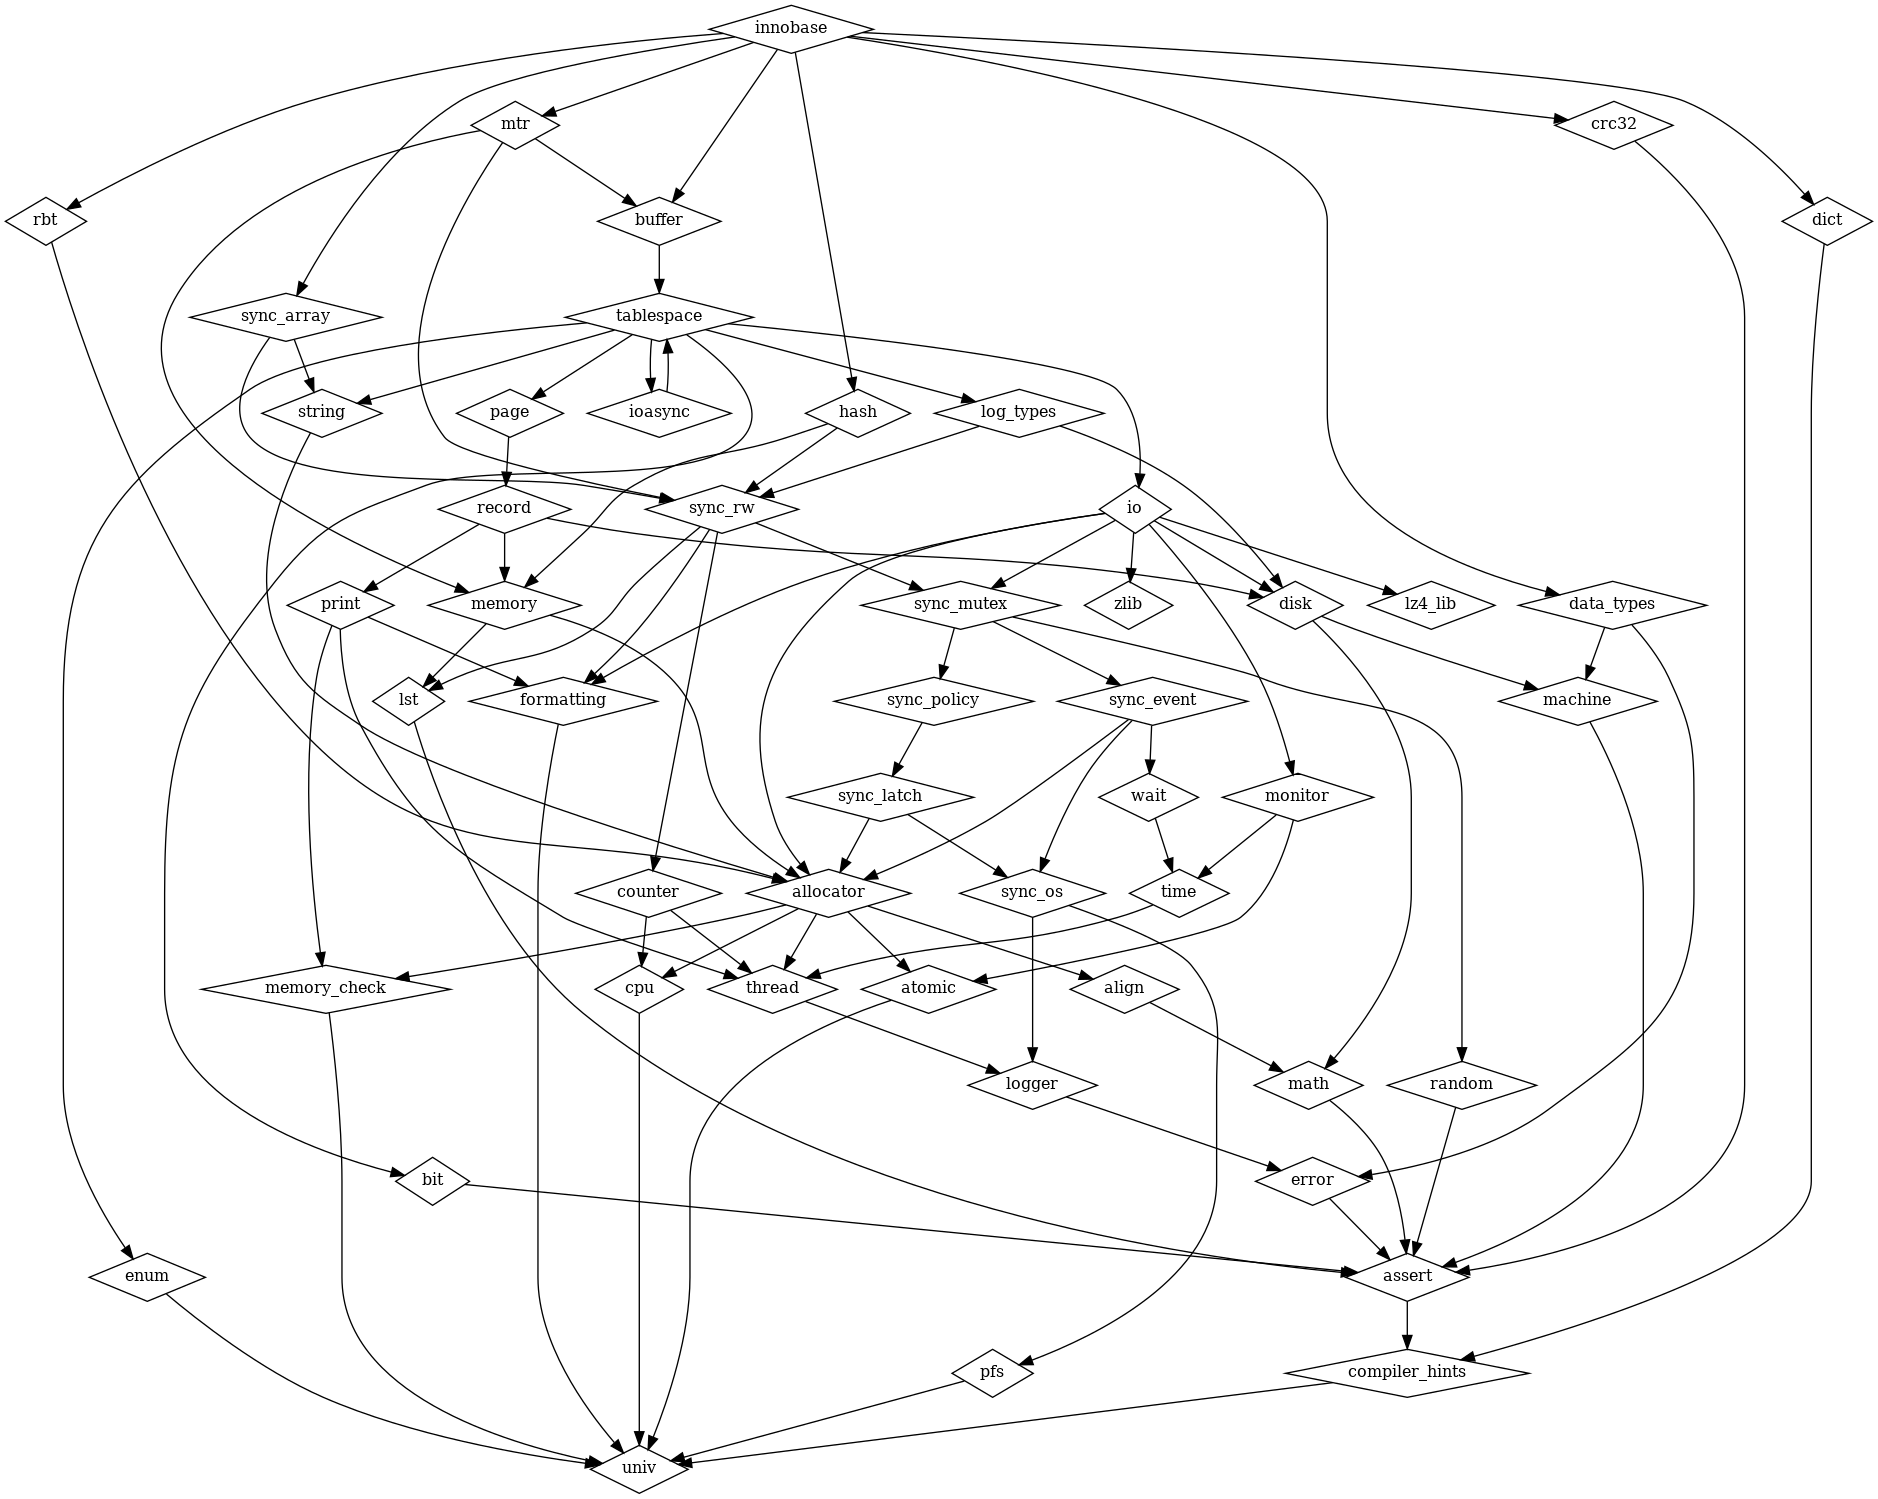 innobase
mtr
crc32
rbt
buffer
dict
sync_array
tablespace
string
page
ioasync
hash
log_types
record
sync_rw
io
print
memory
sync_mutex
zlib
disk
lz4_lib
data_types
lst
formatting
sync_policy
sync_event
machine
sync_latch
wait
monitor
counter
allocator
sync_os
time
memory_check
cpu
thread
atomic
align
logger
math
random
bit
error
enum
assert
pfs
compiler_hints
univ